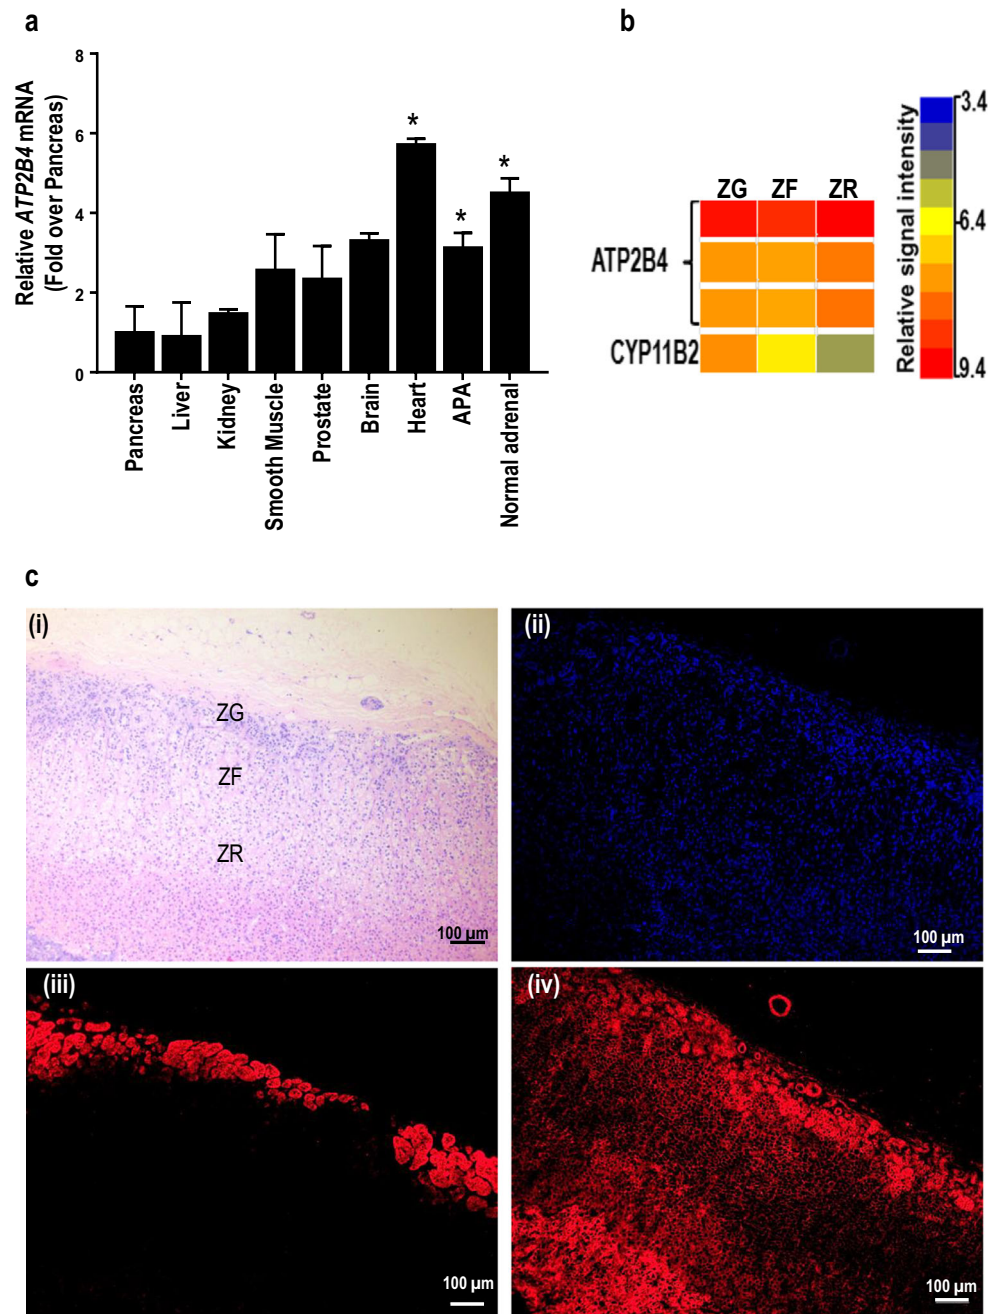 a
Relative ATP2B4 mRNA
(Fold over Pancreas)
8
6
4
2
0
*
*
*
Pancreas
Liver
Kidney
Smooth Muscle
Prostate
Brain
Heart
APA
Normal adrenal
b
ZG ZF ZR
ATP2B4
CYP11B2
Relative signal intensity
3.4
6.4
9.4
c
(i)
ZG
ZF
ZR
100 µm
(ii)
100 µm
(iii)
100 µm
(iv)
100 µm